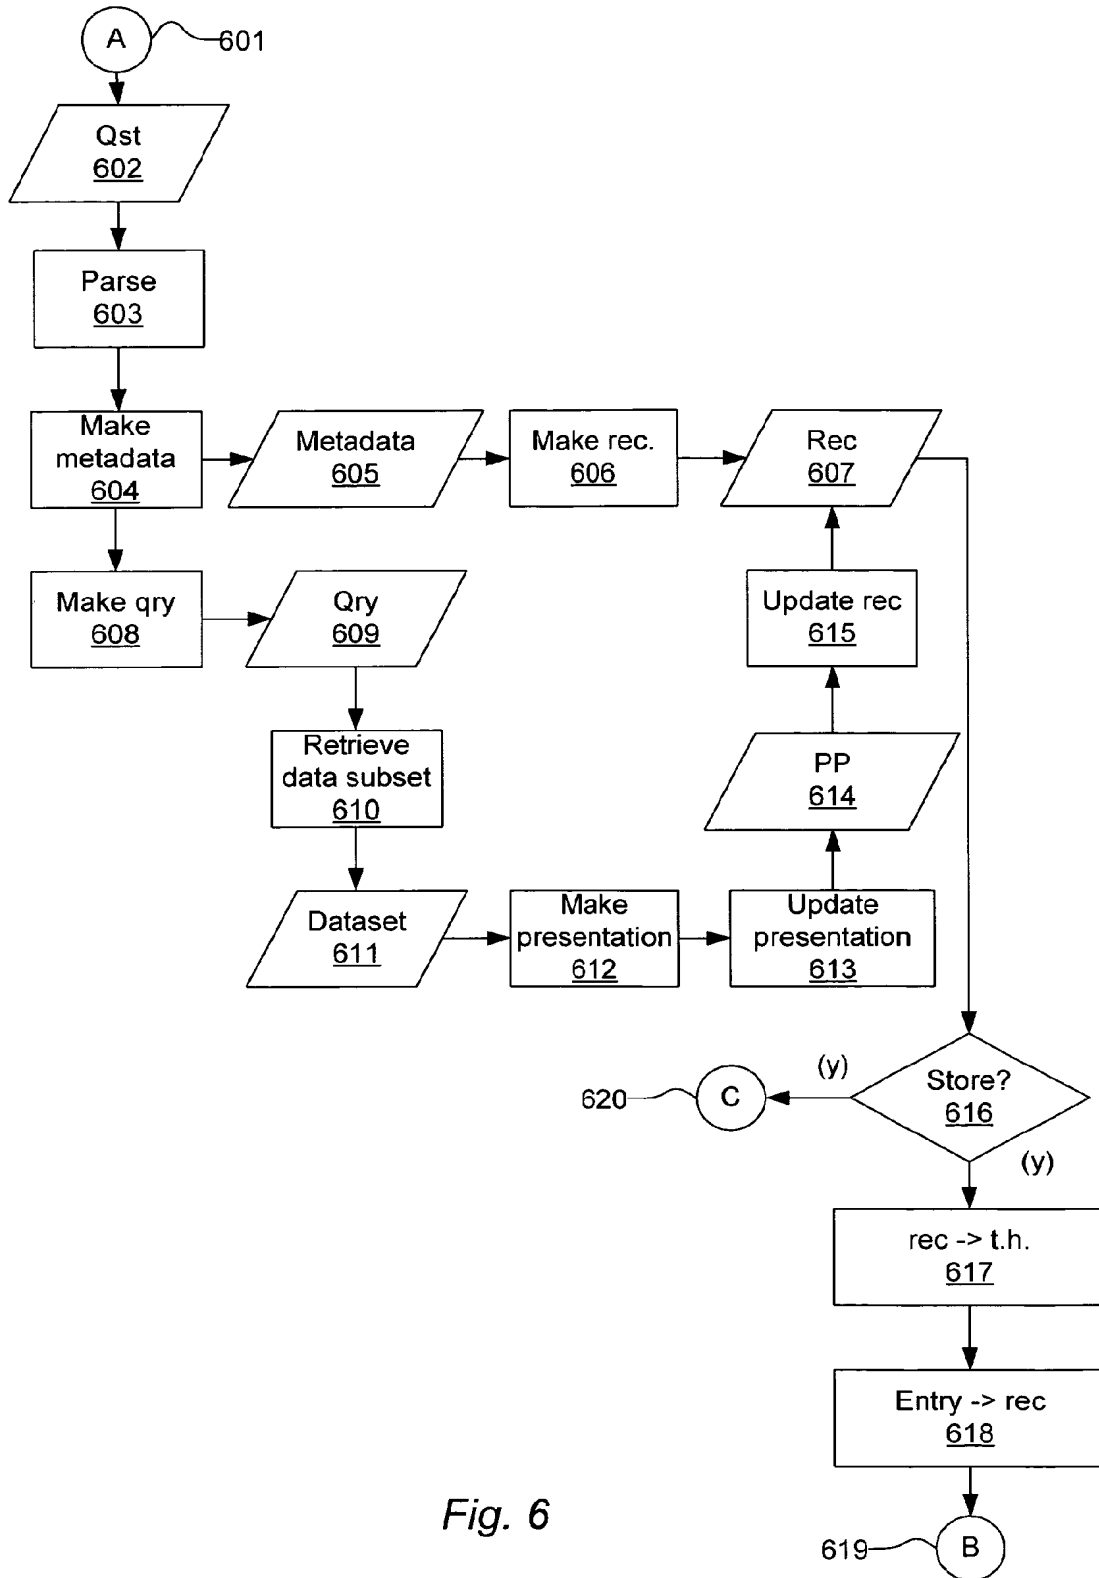 A
601
Qst
602
Parse
603
Make
metadata
604
Metadata
605
Make rec.
606
Rec
607
Make qry
608
Qry
609
Update rec
615
Retrieve
data subset
610
PP
614
Dataset
611
Make
presentation
612
Update
presentation
613
(y)
Store?
616
620
C
(y)
rec -> t.h.
617
Entry -> rec
618
Fig. 6
619
B